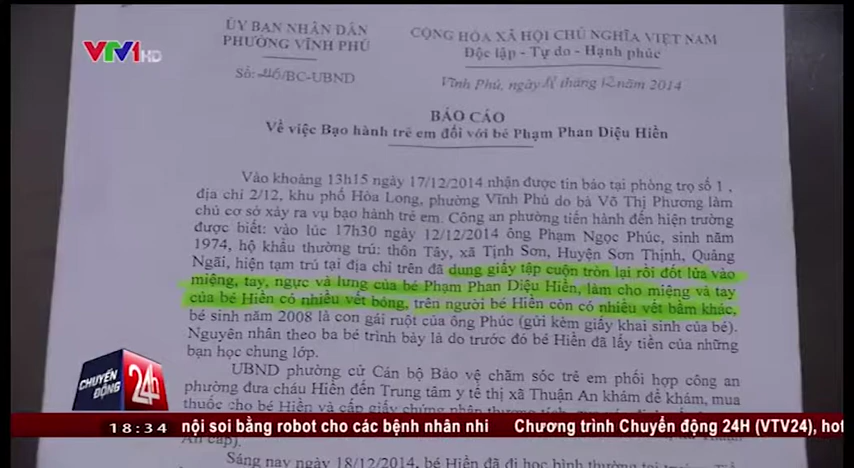 ỦY BAN NHÂN DÂN
PHƯỜNG VĨNH PHÚ
CỘNG HÒA XÃ HỘI CHỦ NGHĨA VIỆT NAM
Độc lập - Tự do - Hạnh phúc
VTV1 HD
Số: /BC-UBND
Vĩnh Phú, ngày tháng 12 năm 2014
BÁO CÁO
Về việc Bạo hành trẻ em đối với bé Phạm Phan Diệu Hiền
Vào khoảng 13h15 ngày 17/12/2014 nhận được tin báo tại phòng trọ số 1 ,
địa chỉ 2/12, khu phố Hòa Long, phường Vĩnh Phú do bà Võ Thị Phương làm
chủ cơ sở xảy ra vụ bạo hành trẻ em. Công an phường tiến hành đến hiện trường
được biết: vào lúc 17h30 ngày 12/12/2014 ông Phạm Ngọc Phúc, sinh năm
1974, hộ khẩu thường trú: thôn Tây, xã Tịnh Sơn, Huyện Sơn Thịnh, Quảng
Ngãi, hiện tạm trú tại địa chỉ trên đã dung giấy tập cuộn tròn lại rồi đốt lửa vào
miệng, tay, ngực và lưng của bé Phạm Phan Diệu Hiền, làm cho miệng và tay
của bé Hiền có nhiều vết bỏng, trên người bé Hiền còn có nhiều vết bầm khác,
bé sinh năm 2008 là con gái ruột của ông Phúc (gửi kèm giấy khai sinh của bé).
Nguyên nhân theo ba bé trình bày là do trước đó bé Hiền đã lấy tiền của những
bạn học chung lớp.
UBND phường cử Cán bộ Bảo vệ chăm sóc trẻ em phối hợp công an
phường đưa cháu Hiền đến Trung tâm y tế thị xã Thuận An khám để khám, mua
thuốc cho bé Hiền và cấp giấy chứng nhận thương tích
CHUYỂN ĐỘNG 24h
18:34 nội soi bằng robot cho các bệnh nhân nhi Chương trình Chuyển động 24H (VTV24), hot
An cấp).
Sáng nay ngày 18/12/2014, bé Hiền đã đi học bình thường tại